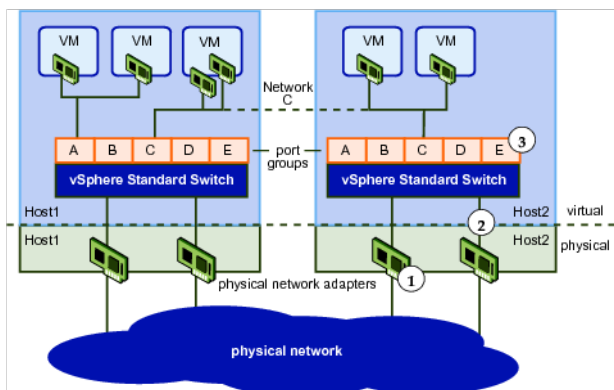 VM VM VM VM VM
Network
C
A B C D E port A B C D E 3
groups
vSphere Standard Switch vSphere Standard Switch
Host1 Host2 virtual
2
Host1 Host2 physical
physical network adapters 1
physical network